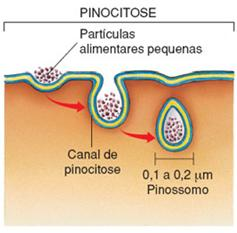 PINOCITOSE
Partículas
alimentares pequenas
Canal de
pinocitose
0,1 a 0,2 µm
Pinossomo